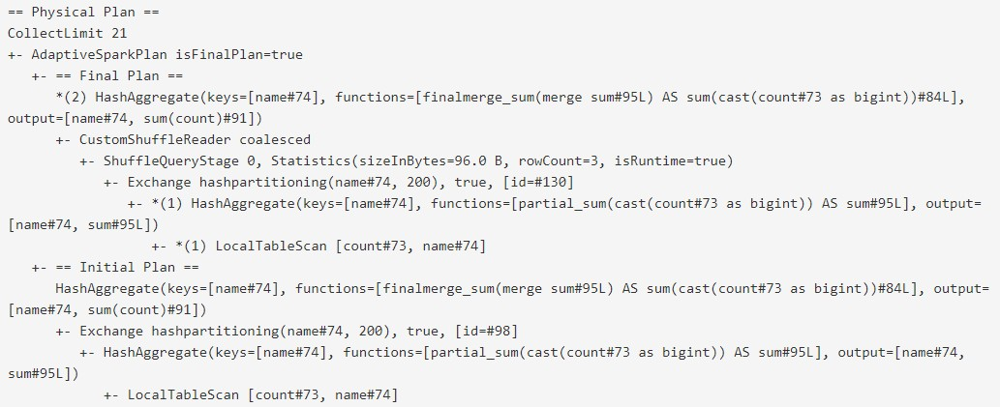 == Physical Plan ==
CollectLimit 21
+- AdaptiveSparkPlan isFinalPlan=true
   +- == Final Plan ==
      *(2) HashAggregate(keys=[name#74], functions=[finalmerge_sum(merge sum#95L) AS sum(cast(count#73 as bigint))#84L],
output=[name#74, sum(count)#91])
      +- CustomShuffleReader coalesced
         +- ShuffleQueryStage 0, Statistics(sizeInBytes=96.0 B, rowCount=3, isRuntime=true)
            +- Exchange hashpartitioning(name#74, 200), true, [id=#130]
               +- *(1) HashAggregate(keys=[name#74], functions=[partial_sum(cast(count#73 as bigint)) AS sum#95L], output=
[name#74, sum#95L])
                  +- *(1) LocalTableScan [count#73, name#74]
   +- == Initial Plan ==
      HashAggregate(keys=[name#74], functions=[finalmerge_sum(merge sum#95L) AS sum(cast(count#73 as bigint))#84L], output=
[name#74, sum(count)#91])
      +- Exchange hashpartitioning(name#74, 200), true, [id=#98]
         +- HashAggregate(keys=[name#74], functions=[partial_sum(cast(count#73 as bigint)) AS sum#95L], output=[name#74,
sum#95L])
            +- LocalTableScan [count#73, name#74]